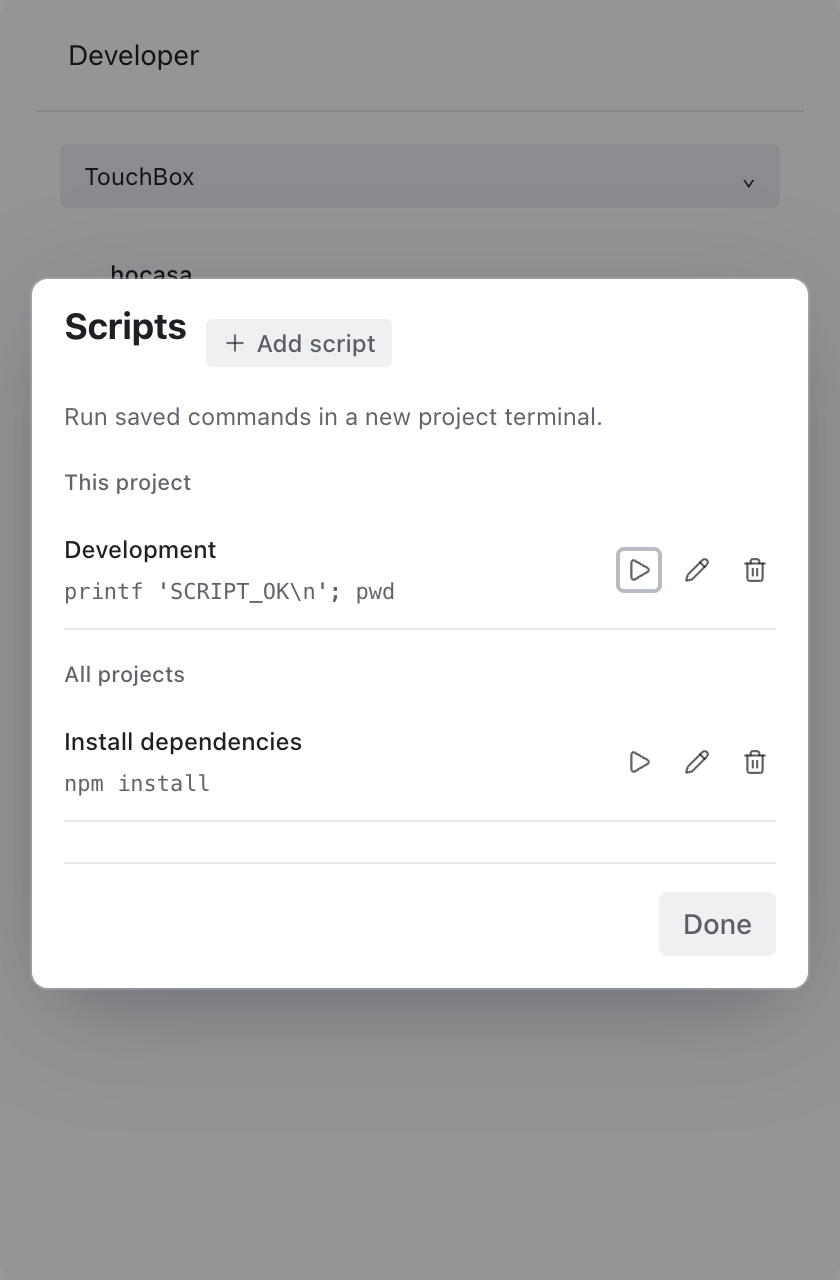 Developer
TouchBox
hocasa
Scripts
+ Add script
Run saved commands in a new project terminal.
This project
Development
printf 'SCRIPT_OK\n'; pwd
All projects
Install dependencies
npm install
Done